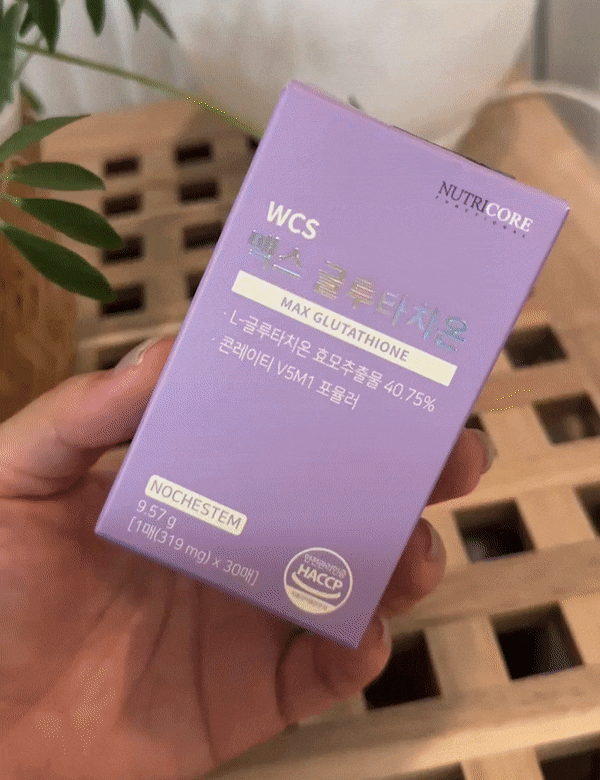 NUTRICORE
WCS
맥스 글루타치온
MAX GLUTATHIONE
· L-글루타치온 효모추출물 40.75%
· 콘레이티 V5M1 포뮬러
NOCHESTEM
9.57 g
[1매(319 mg) x 30매]
HACCP